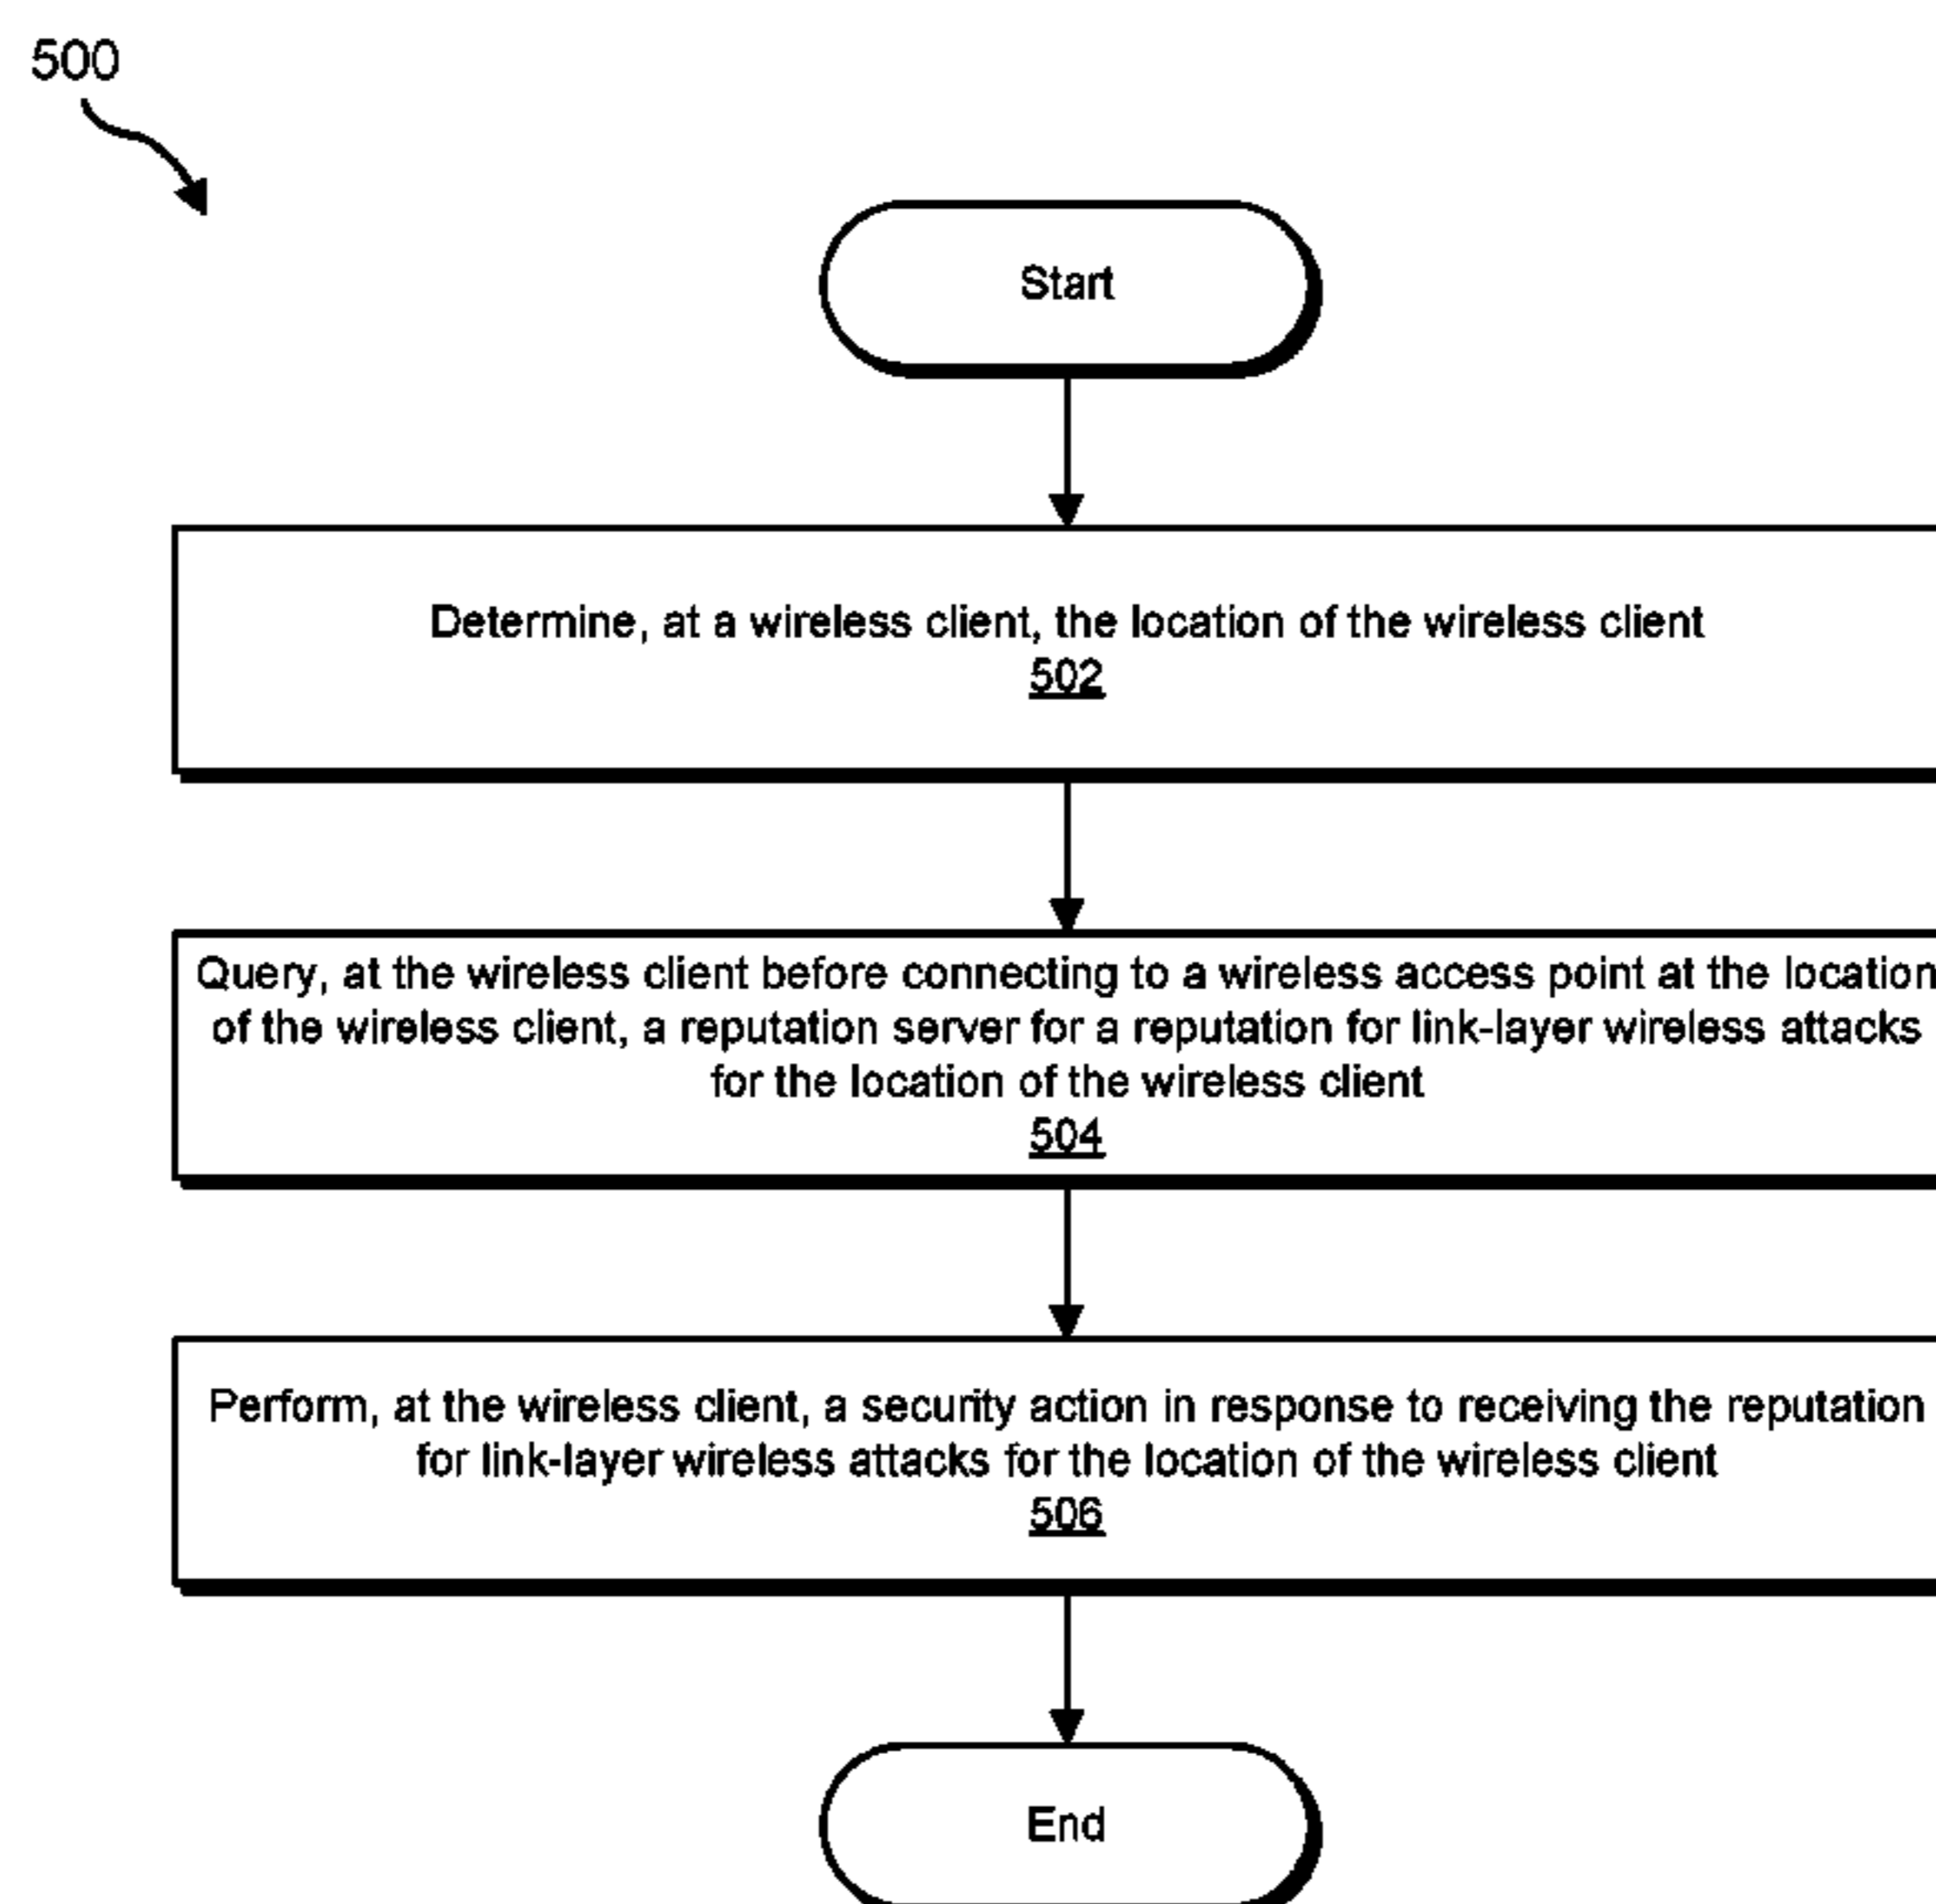 500
Start
Determine, at a wireless client, the location of the wireless client
502
Query, at the wireless client before connecting to a wireless access point at the location
of the wireless client, a reputation server for a reputation for link-layer wireless attacks
for the location of the wireless client
504
Perform, at the wireless client, a security action in response to receiving the reputation
for link-layer wireless attacks for the location of the wireless client
506
End